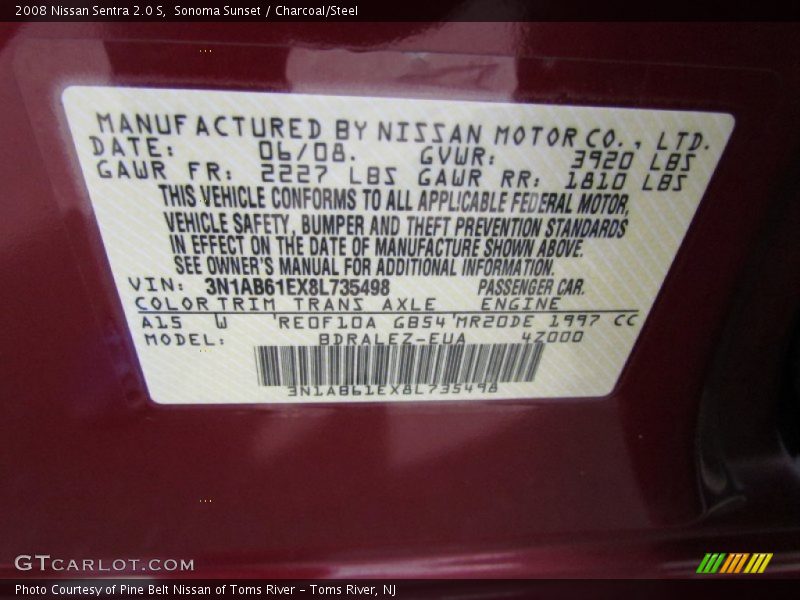 2008 Nissan Sentra 2.0 S, Sonoma Sunset / Charcoal/Steel
MANUFACTURED BY NISSAN MOTOR CO., LTD.
DATE: 06/08. GVWR: 3920 LBS
GAWR FR: 2227 LBS GAWR RR: 1810 LBS
THIS VEHICLE CONFORMS TO ALL APPLICABLE FEDERAL MOTOR,
VEHICLE SAFETY, BUMPER AND THEFT PREVENTION STANDARDS
IN EFFECT ON THE DATE OF MANUFACTURE SHOWN ABOVE.
SEE OWNER'S MANUAL FOR ADDITIONAL INFORMATION.
VIN: 3N1AB61EX8L735498 PASSENGER CAR.
COLOR TRIM TRANS AXLE ENGINE
A15 W 'RE0F10A GB54 'MR20DE 1997 CC
MODEL: BDRALEZ-EUA 4Z000
3N1AB61EX8L735498
GTCARLOT.COM
Photo Courtesy of Pine Belt Nissan of Toms River – Toms River, NJ